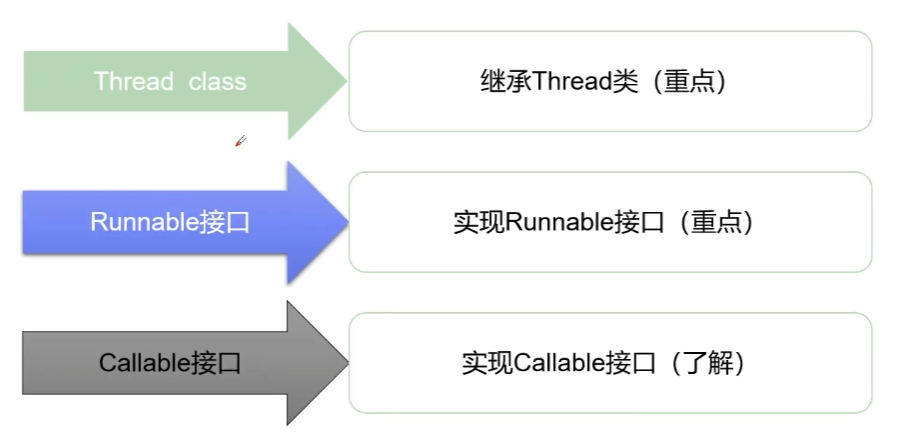 Thread class
继承Thread类（重点）
Runnable接口
实现Runnable接口（重点）
Callable接口
实现Callable接口（了解）